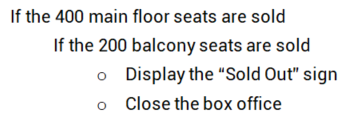 If the 400 main floor seats are sold
If the 200 balcony seats are sold
o Display the “Sold Out” sign
o Close the box office